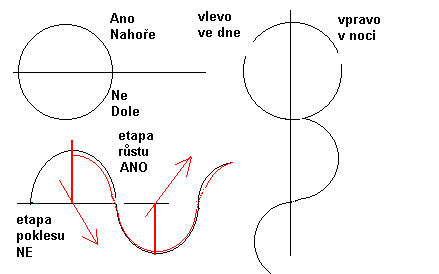 Ano
Nahoře
Ne
Dole
vlevo
ve dne
vpravo
v noci
etapa
růstu
ANO
etapa
poklesu
NE